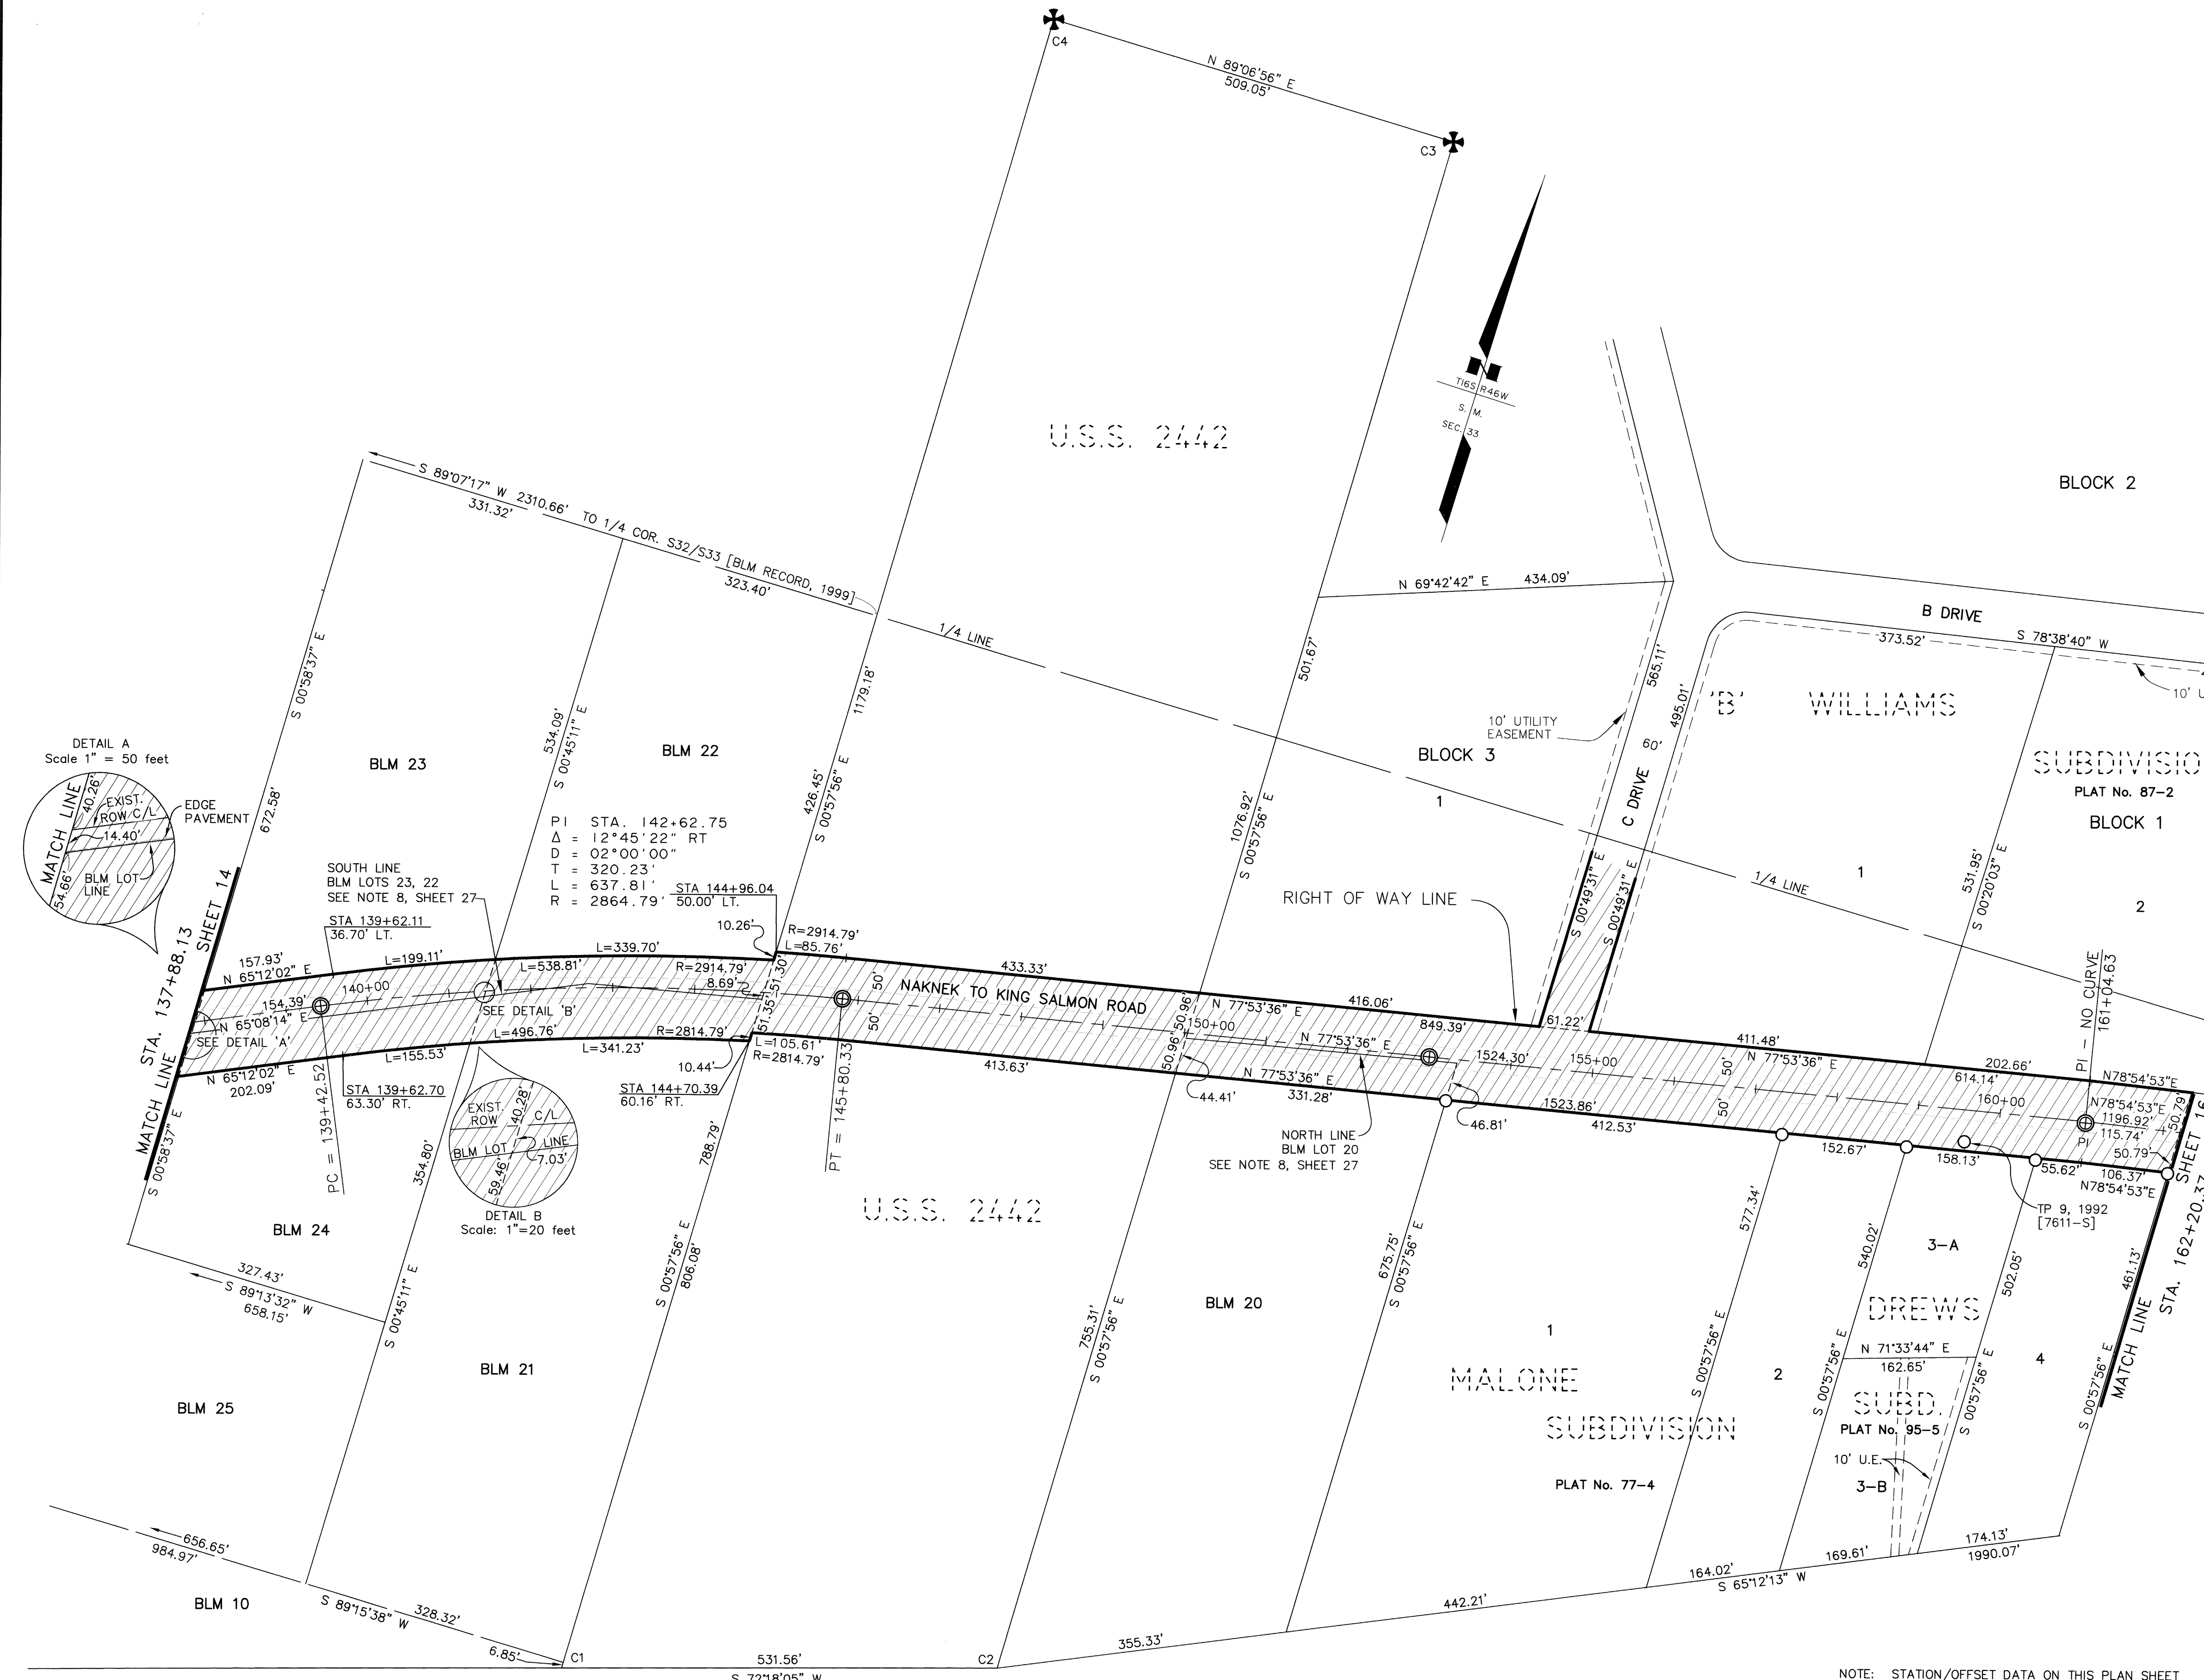 C4
N 89°06'56" E
509.05'
C3
T16S R46W
S. M.
SEC. 33
U.S.S. 2442
BLOCK 2
S 89°07'17" W 2310.66' TO 1/4 COR. S32/S33 [BLM RECORD, 1999]
331.32'
323.40'
1/4 LINE
N 69°42'42" E 434.09'
B DRIVE
373.52'
S 78°38'40" W
10' U
501.67'
565.11'
495.01'
60'
C DRIVE
10' UTILITY
EASEMENT
BLOCK 3
1
'B' WILLIAMS
SUBDIVISIO
PLAT No. 87-2
BLOCK 1
1
2
531.95'
S 00°20'03" E
1/4 LINE
S 00°58'37" E
672.58'
534.09'
S 00°45'11" E
1179.18'
426.45'
S 00°57'56" E
1076.92'
S 00°57'56" E
S 00°49'31" E
S 00°49'31" E
BLM 23
BLM 22
DETAIL A
Scale 1" = 50 feet
MATCH LINE
40.26'
EXIST.
ROW C/L
14.40'
BLM LOT
LINE
54.66'
EDGE
PAVEMENT
PI STA. 142+62.75
Δ = 12°45'22" RT
D = 02°00'00"
T = 320.23'
L = 637.81'
R = 2864.79'
STA 144+96.04
50.00' LT.
SOUTH LINE
BLM LOTS 23, 22
SEE NOTE 8, SHEET 27
STA 139+62.11
36.70' LT.
RIGHT OF WAY LINE
SHEET 14
STA. 137+88.13
MATCH LINE
S 00°58'37" E
157.93'
N 65°12'02" E
L=199.11'
L=339.70'
L=538.81'
R=2914.79'
8.69'
10.26'
R=2914.79'
L=85.76'
51.30'
51.35'
154.39'
140+00
N 65°08'14" E
SEE DETAIL 'A'
SEE DETAIL 'B'
L=496.76'
L=155.53'
L=341.23'
R=2814.79'
N 65°12'02" E
202.09'
STA 139+62.70
63.30' RT.
PC = 139+42.52
10.44'
L=105.61'
R=2814.79'
STA 144+70.39
60.16' RT.
PT = 145+80.33
50'
50'
433.33'
NAKNEK TO KING SALMON ROAD
413.63'
50.96'
50.96'
150+00
N 77°53'36" E
416.06'
849.39'
N 77°53'36" E
N 77°53'36" E
331.28'
44.41'
1524.30'
155+00
61.22'
411.48'
N 77°53'36" E
50'
50'
1523.86'
412.53'
46.81'
NORTH LINE
BLM LOT 20
SEE NOTE 8, SHEET 27
202.66'
614.14'
160+00
PI - NO CURVE
161+04.63
N78°54'53"E
N78°54'53"E
1196.92'
115.74'
PI
50.79'
50.79'
152.67'
158.13'
55.62'
106.37'
N78°54'53"E
TP 9, 1992
[7611-S]
SHEET 16
STA. 162+20.37
MATCH LINE
EXIST.
ROW
C/L
40.28'
BLM LOT
LINE
7.03'
59.46'
DETAIL B
Scale: 1"=20 feet
354.80'
S 00°45'11" E
788.79'
S 00°57'56" E
806.08'
U.S.S. 2442
BLM 24
327.43'
S 89°13'32" W
658.15'
BLM 25
BLM 21
BLM 20
755.31'
S 00°57'56" E
675.75'
S 00°57'56" E
1
MALONE
SUBDIVISION
PLAT No. 77-4
577.34'
S 00°57'56" E
2
540.02'
S 00°57'56" E
3-A
DREWS
N 71°33'44" E
162.65'
SUBD.
PLAT No. 95-5
10' U.E.
3-B
502.05'
S 00°57'56" E
4
461.13'
S 00°57'56" E
656.65'
984.97'
BLM 10
S 89°15'38" W
328.32'
6.85'
C1
531.56'
S 72°18'05" W
C2
355.33'
442.21'
164.02'
S 65°12'13" W
169.61'
174.13'
1990.07'
NOTE: STATION/OFFSET DATA ON THIS PLAN SHEET